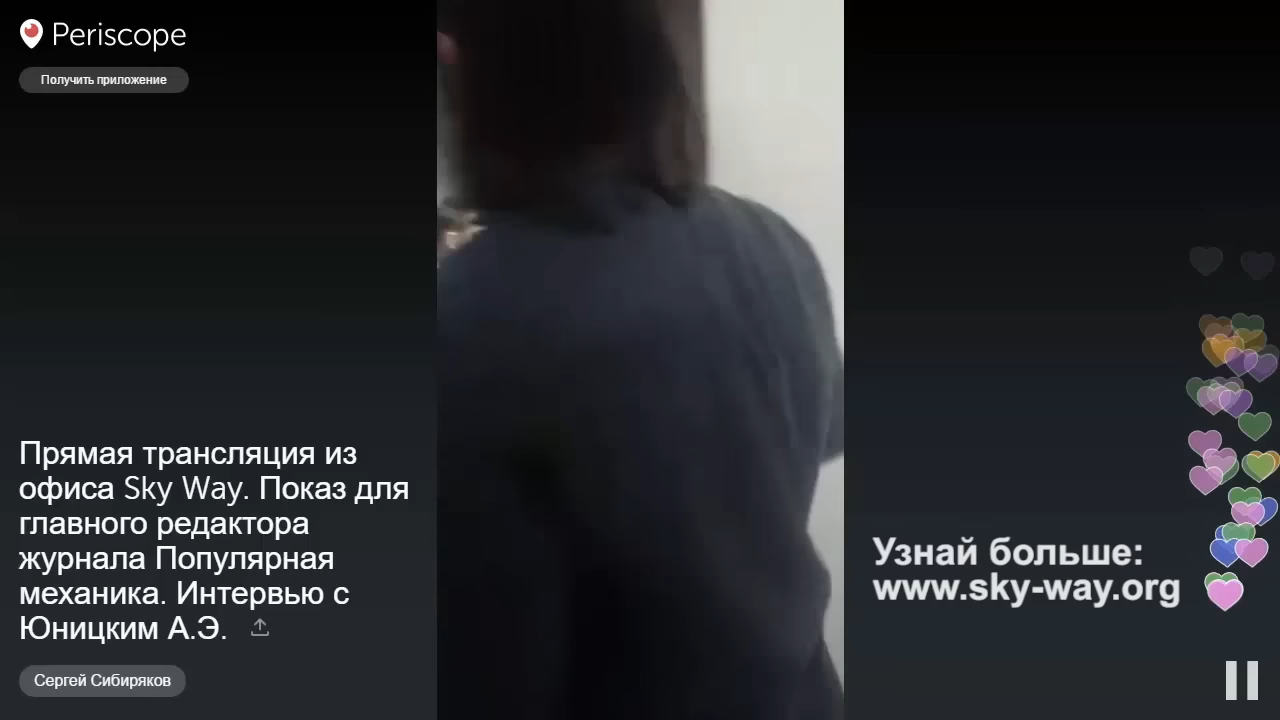 Periscope
Получить приложение
Прямая трансляция из
офиса Sky Way. Показ для
главного редактора
журнала Популярная
механика. Интервью с
Юницким А.Э.
Сергей Сибиряков
Узнай больше:
www.sky-way.org